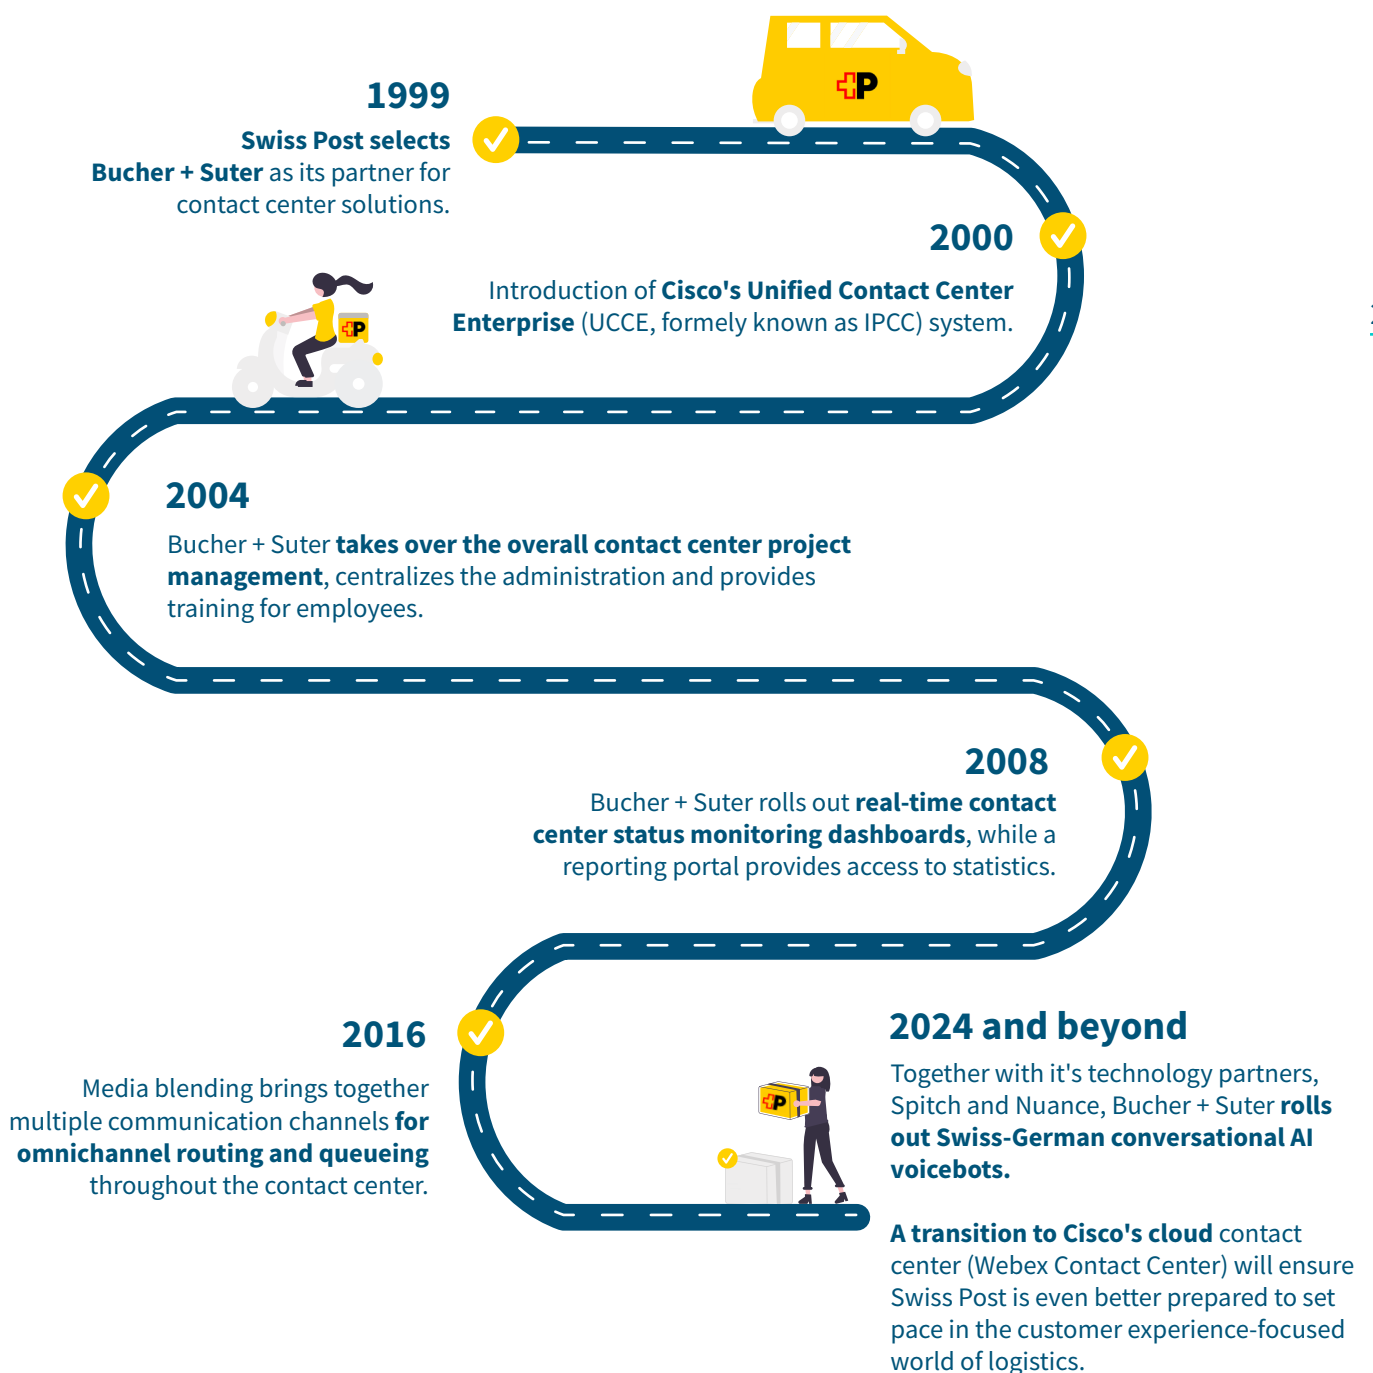 1999
Swiss Post selects
Bucher + Suter as its partner for
contact center solutions.
P
2000
Introduction of Cisco's Unified Contact Center
Enterprise (UCCE, formely known as IPCC) system.
P
2004
Bucher + Suter takes over the overall contact center project
management, centralizes the administration and provides
training for employees.
2008
Bucher + Suter rolls out real-time contact
center status monitoring dashboards, while a
reporting portal provides access to statistics.
2016
Media blending brings together
multiple communication channels for
omnichannel routing and queueing
throughout the contact center.
P
2024 and beyond
Together with it's technology partners,
Spitch and Nuance, Bucher + Suter rolls
out Swiss-German conversational AI
voicebots.
A transition to Cisco's cloud contact
center (Webex Contact Center) will ensure
Swiss Post is even better prepared to set
pace in the customer experience-focused
world of logistics.